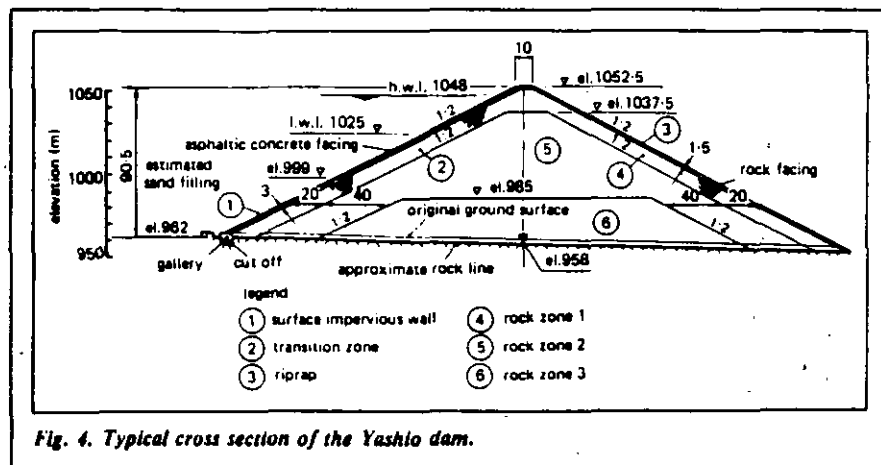 10
1050
h.w.l. 1048
el.1052·5
el.1037·5
l.w.l. 1025
1·2
1·2
1·2
1·2
3
asphaltic concrete facing
2
5
4
1·5
rock facing
elevation (m)
90·5
1000
estimated
sand filling
el.999
20
40
40
20
el.985
1
3
original ground surface
1·2
6
1·2
el.962
950
gallery
cut off
approximate rock line
el.958
legend
1 surface impervious wall
4 rock zone 1
2 transition zone
5 rock zone 2
3 riprap
6 rock zone 3
Fig. 4. Typical cross section of the Yashio dam.